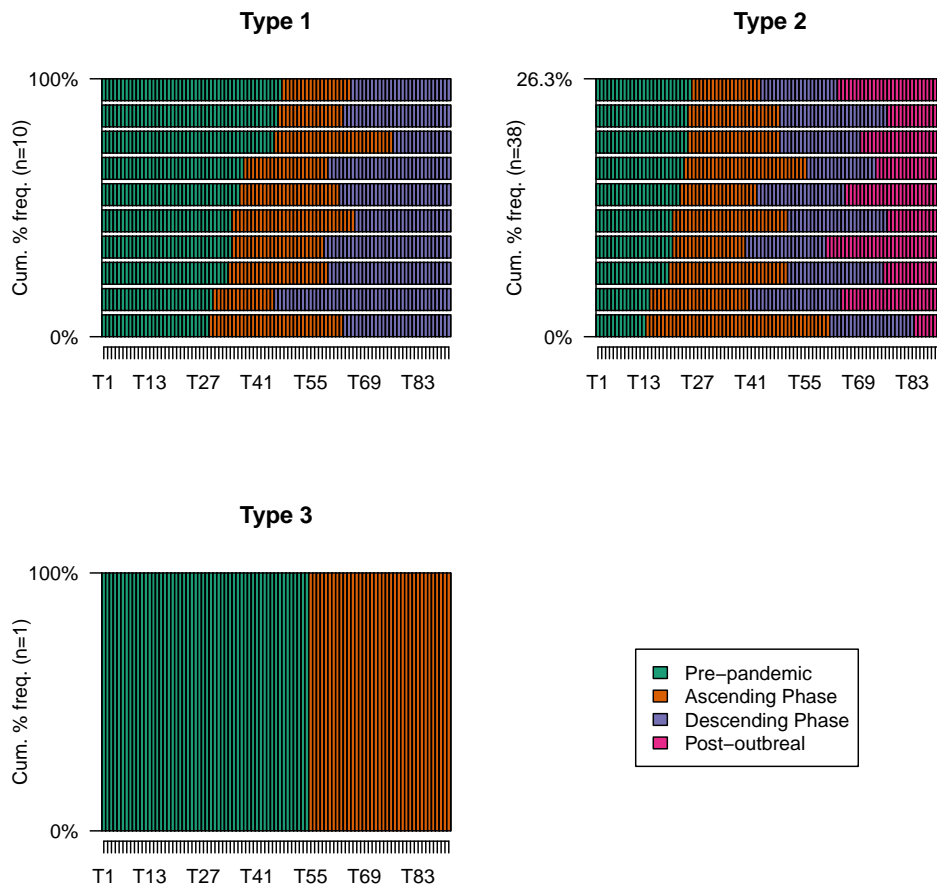 Type 1
100%
Cum. % freq. (n=10)
0%
T1 T13 T27 T41 T55 T69 T83
Type 2
26.3%
Cum. % freq. (n=38)
0%
T1 T13 T27 T41 T55 T69 T83
Type 3
100%
Cum. % freq. (n=1)
0%
T1 T13 T27 T41 T55 T69 T83
Pre−pandemic
Ascending Phase
Descending Phase
Post−outbreal